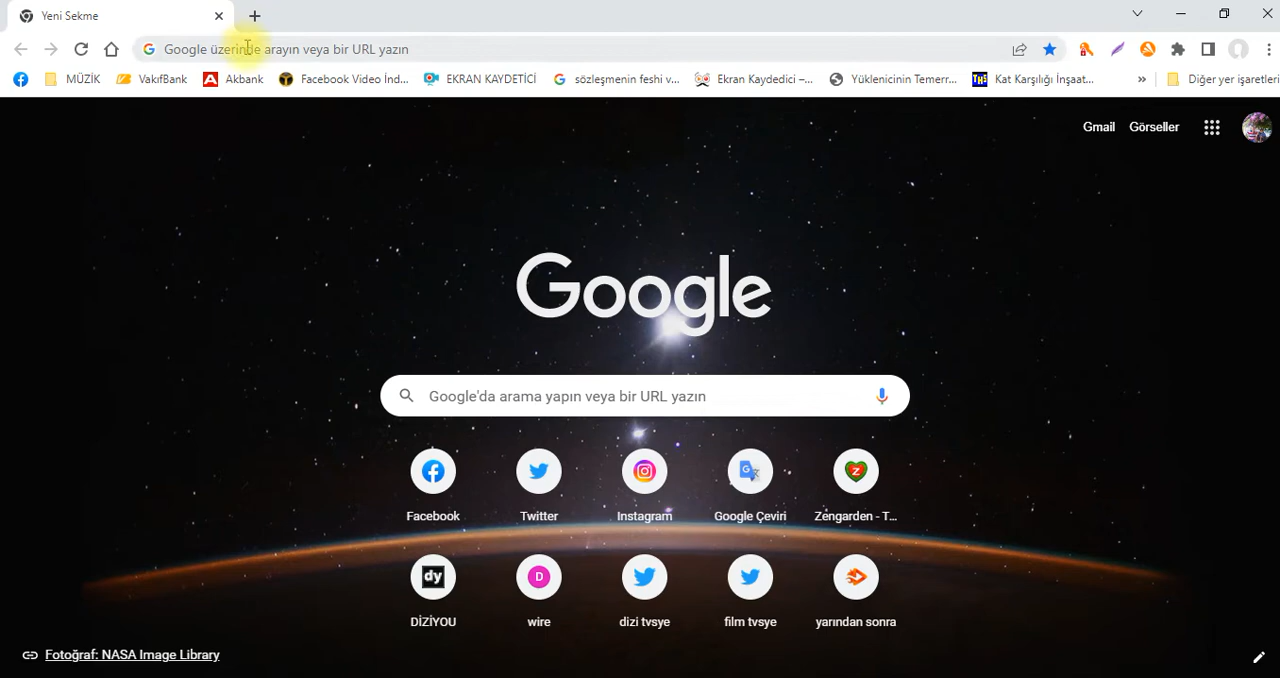 Yeni Sekme
Google üzerinde arayın veya bir URL yazın
MÜZİK VakıfBank Akbank Facebook Video İnd... EKRAN KAYDETİCİ sözleşmenin feshi v... Ekran Kaydedici –... Yüklenicinin Temerr... Kat Karşılığı İnşaat... » Diğer yer işaretleri
Gmail Görseller
Google
Google'da arama yapın veya bir URL yazın
Facebook Twitter Instagram Google Çeviri Zengarden - T...
dy D
DİZİYOU wire dizi tvsye film tvsye yarından sonra
Fotoğraf: NASA Image Library